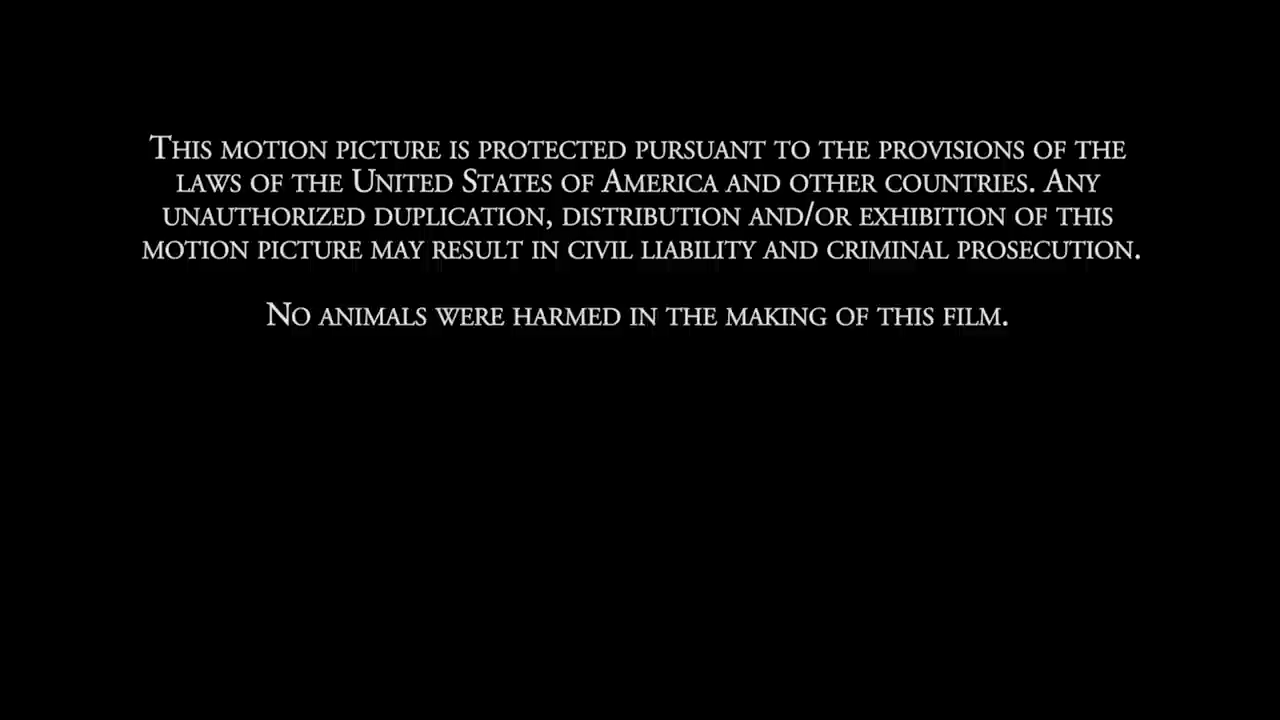 This motion picture is protected pursuant to the provisions of the
laws of the United States of America and other countries. Any
unauthorized duplication, distribution and/or exhibition of this
motion picture may result in civil liability and criminal prosecution.
No animals were harmed in the making of this film.